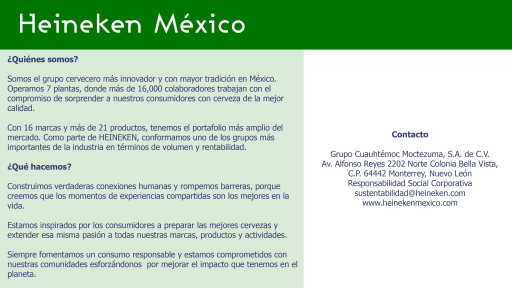 Heineken México
¿Quiénes somos?
Somos el grupo cervecero más innovador y con mayor tradición en México.
Operamos 7 plantas, donde más de 16,000 colaboradores trabajan con el
compromiso de sorprender a nuestros consumidores con cerveza de la mejor
calidad.
Con 16 marcas y más de 21 productos, tenemos el portafolio más amplio del
mercado. Como parte de HEINEKEN, conformamos uno de los grupos más
importantes de la industria en términos de volumen y rentabilidad.
¿Qué hacemos?
Construimos verdaderas conexiones humanas y rompemos barreras, porque
creemos que los momentos de experiencias compartidas son los mejores en la
vida.
Estamos inspirados por los consumidores a preparar las mejores cervezas y
extender esa misma pasión a todas nuestras marcas, productos y actividades.
Siempre fomentamos un consumo responsable y estamos comprometidos con
nuestras comunidades esforzándonos por mejorar el impacto que tenemos en el
planeta.
Contacto
Grupo Cuauhtémoc Moctezuma, S.A. de C.V.
Av. Alfonso Reyes 2202 Norte Colonia Bella Vista,
C.P. 64442 Monterrey, Nuevo León
Responsabilidad Social Corporativa
sustentabilidad@heineken.com
www.heinekenmexico.com